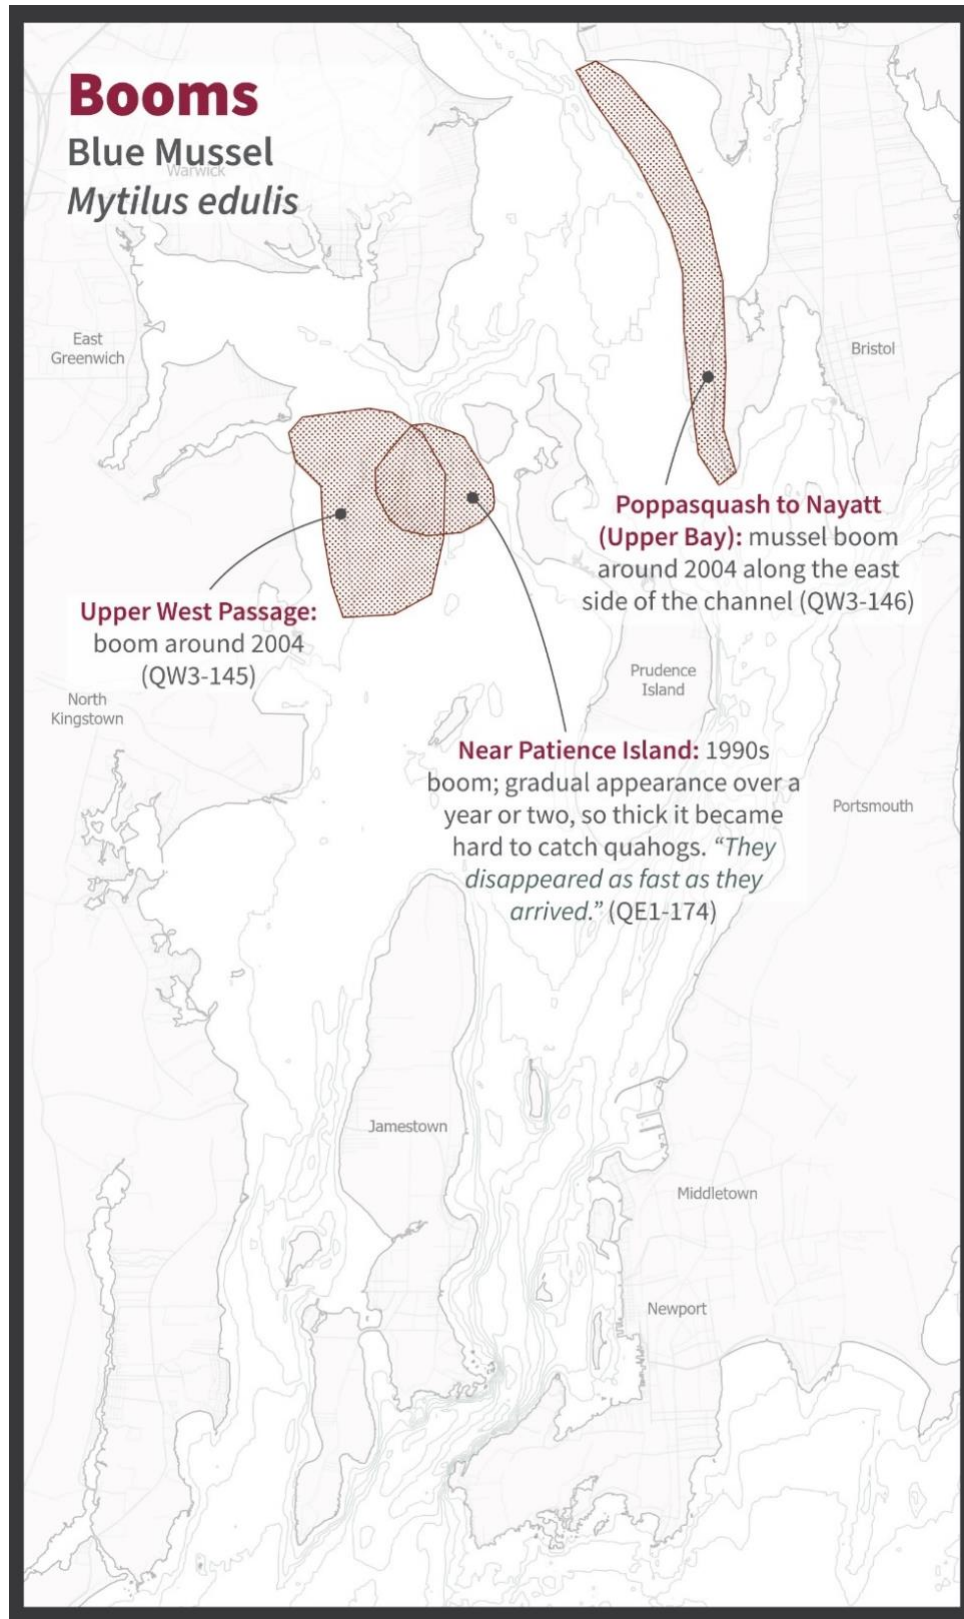 Booms
Blue Mussel
Warwick
Mytilus edulis
East
Greenwich
Bristol
Poppasquash to Nayatt
(Upper Bay): mussel boom
around 2004 along the east
side of the channel (QW3-146)
Upper West Passage:
boom around 2004
(QW3-145)
Prudence
Island
North
Kingstown
Near Patience Island: 1990s
boom; gradual appearance over a
year or two, so thick it became
hard to catch quahogs. “They
disappeared as fast as they
arrived.” (QE1-174)
Portsmouth
Jamestown
Middletown
Newport